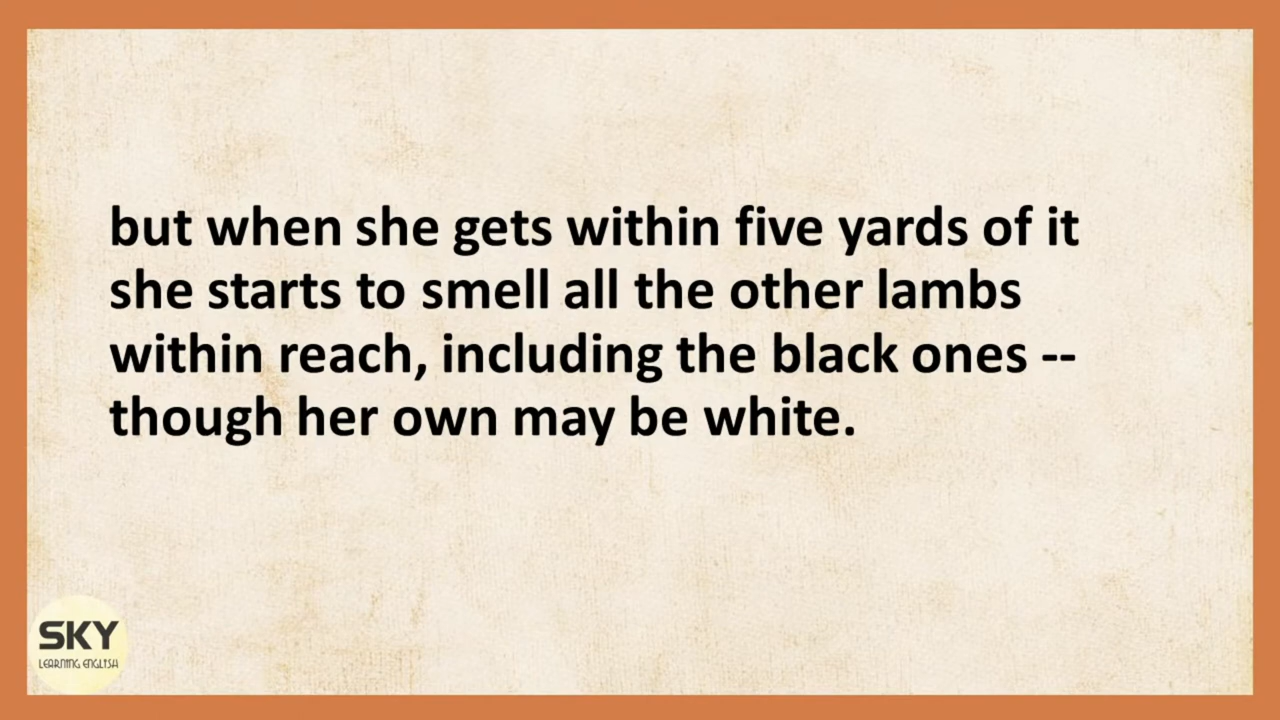 but when she gets within five yards of it
she starts to smell all the other lambs
within reach, including the black ones --
though her own may be white.
SKY
LEARNING ENGLISH